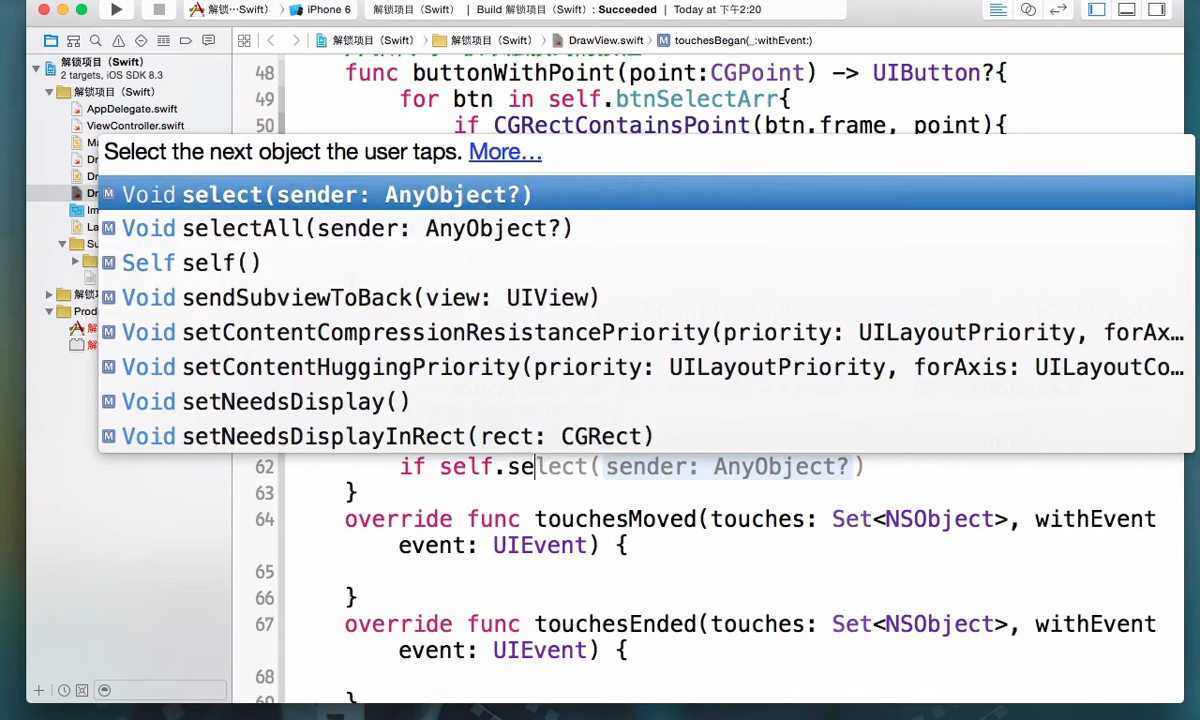 解锁···Swift) iPhone 6 解锁项目（Swift） Build 解锁项目（Swift）: Succeeded Today at 下午2:20
解锁项目（Swift） 解锁项目（Swift） DrawView.swift touchesBegan(_:withEvent:)
解锁项目（Swift）
2 targets, iOS SDK 8.3
解锁项目（Swift）
AppDelegate.swift
ViewController.swift
48 func buttonWithPoint(point:CGPoint) -> UIButton?{
49 for btn in self.btnSelectArr{
50 if CGRectContainsPoint(btn.frame, point){
Select the next object the user taps. More...
Void select(sender: AnyObject?)
Void selectAll(sender: AnyObject?)
Self self()
Void sendSubviewToBack(view: UIView)
Void setContentCompressionResistancePriority(priority: UILayoutPriority, forAx...
Void setContentHuggingPriority(priority: UILayoutPriority, forAxis: UILayoutCo...
Void setNeedsDisplay()
Void setNeedsDisplayInRect(rect: CGRect)
62 if self.select(sender: AnyObject?)
63 }
64 override func touchesMoved(touches: Set<NSObject>, withEvent
event: UIEvent) {
65
66 }
67 override func touchesEnded(touches: Set<NSObject>, withEvent
event: UIEvent) {
68
69 }